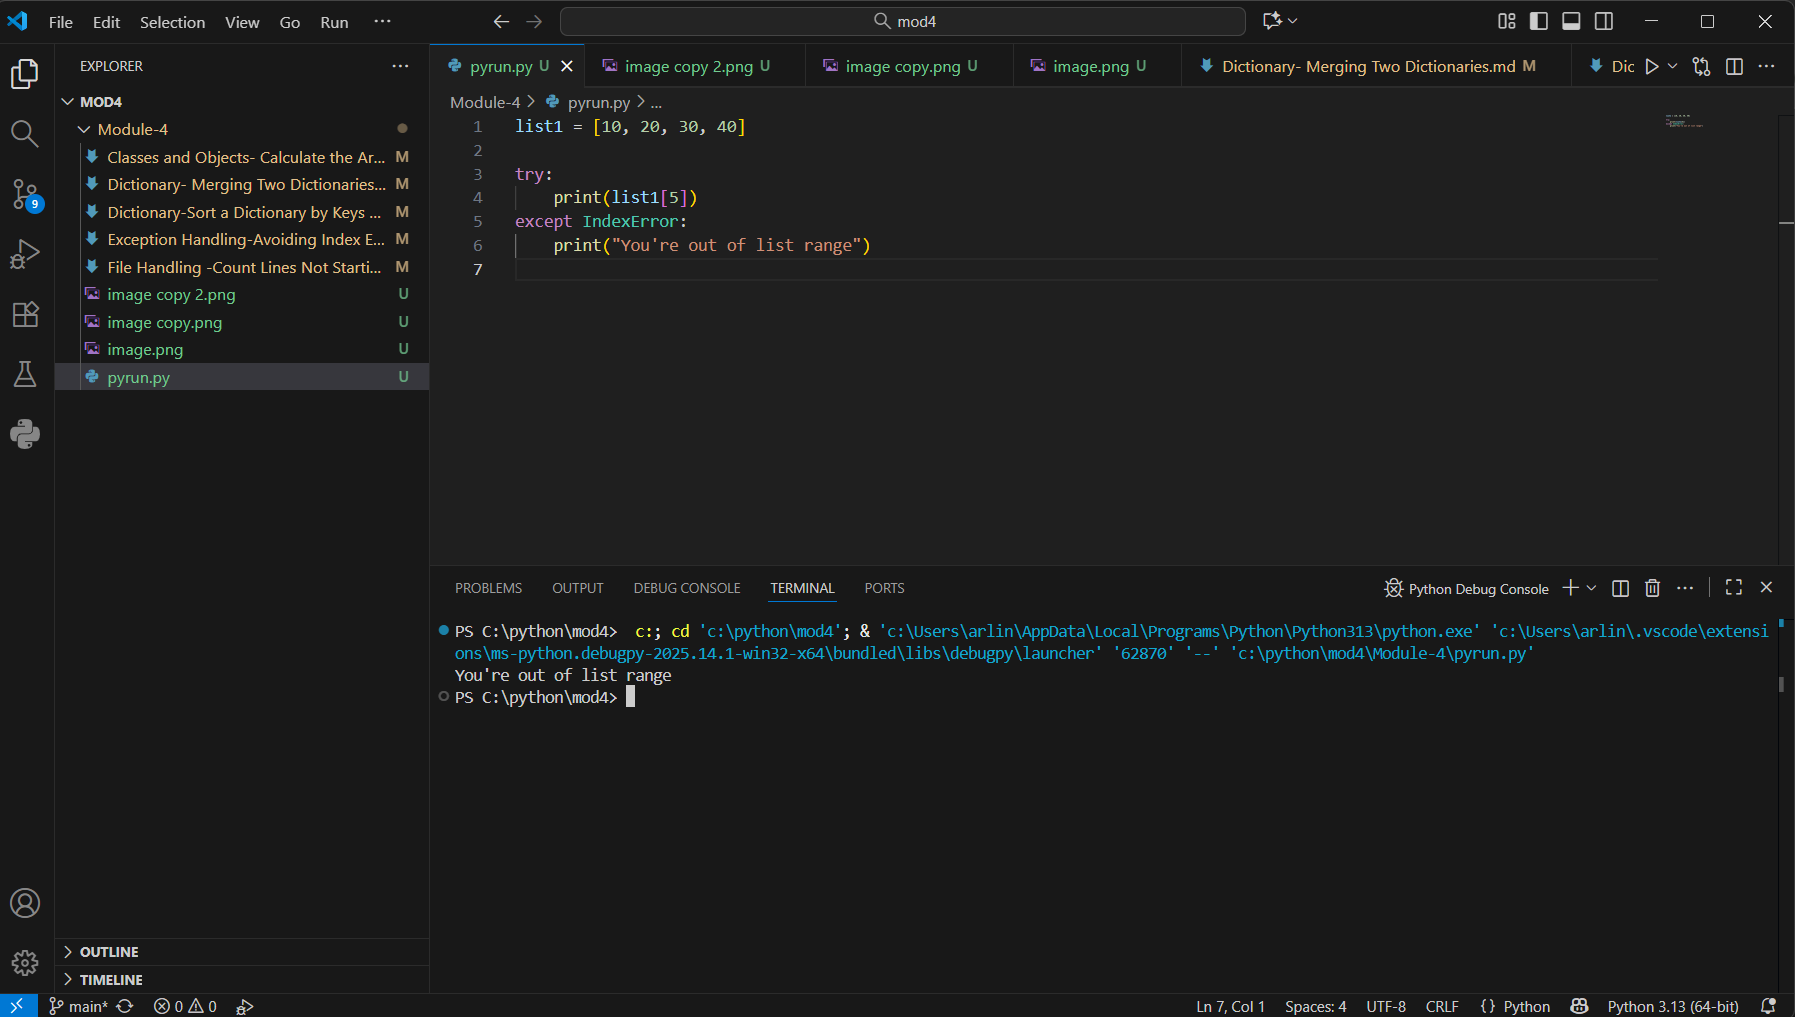 File Edit Selection View Go Run ··· mod4
EXPLORER ···
MOD4
Module-4
Classes and Objects- Calculate the Ar... M
Dictionary- Merging Two Dictionaries... M
Dictionary-Sort a Dictionary by Keys ... M
Exception Handling-Avoiding Index E... M
File Handling -Count Lines Not Starti... M
image copy 2.png U
image copy.png U
image.png U
pyrun.py U
OUTLINE
TIMELINE
9
pyrun.py U image copy 2.png U image copy.png U image.png U Dictionary- Merging Two Dictionaries.md M Dic
Module-4 > pyrun.py > ...
1 list1 = [10, 20, 30, 40]
2
3 try:
4     print(list1[5])
5 except IndexError:
6     print("You're out of list range")
7
PROBLEMS OUTPUT DEBUG CONSOLE TERMINAL PORTS Python Debug Console
PS C:\python\mod4>  c:; cd 'c:\python\mod4'; & 'c:\Users\arlin\AppData\Local\Programs\Python\Python313\python.exe' 'c:\Users\arlin\.vscode\extensi
ons\ms-python.debugpy-2025.14.1-win32-x64\bundled\libs\debugpy\launcher' '62870' '--' 'c:\python\mod4\Module-4\pyrun.py'
You're out of list range
PS C:\python\mod4>
main* 0 0 Ln 7, Col 1 Spaces: 4 UTF-8 CRLF {} Python Python 3.13 (64-bit)